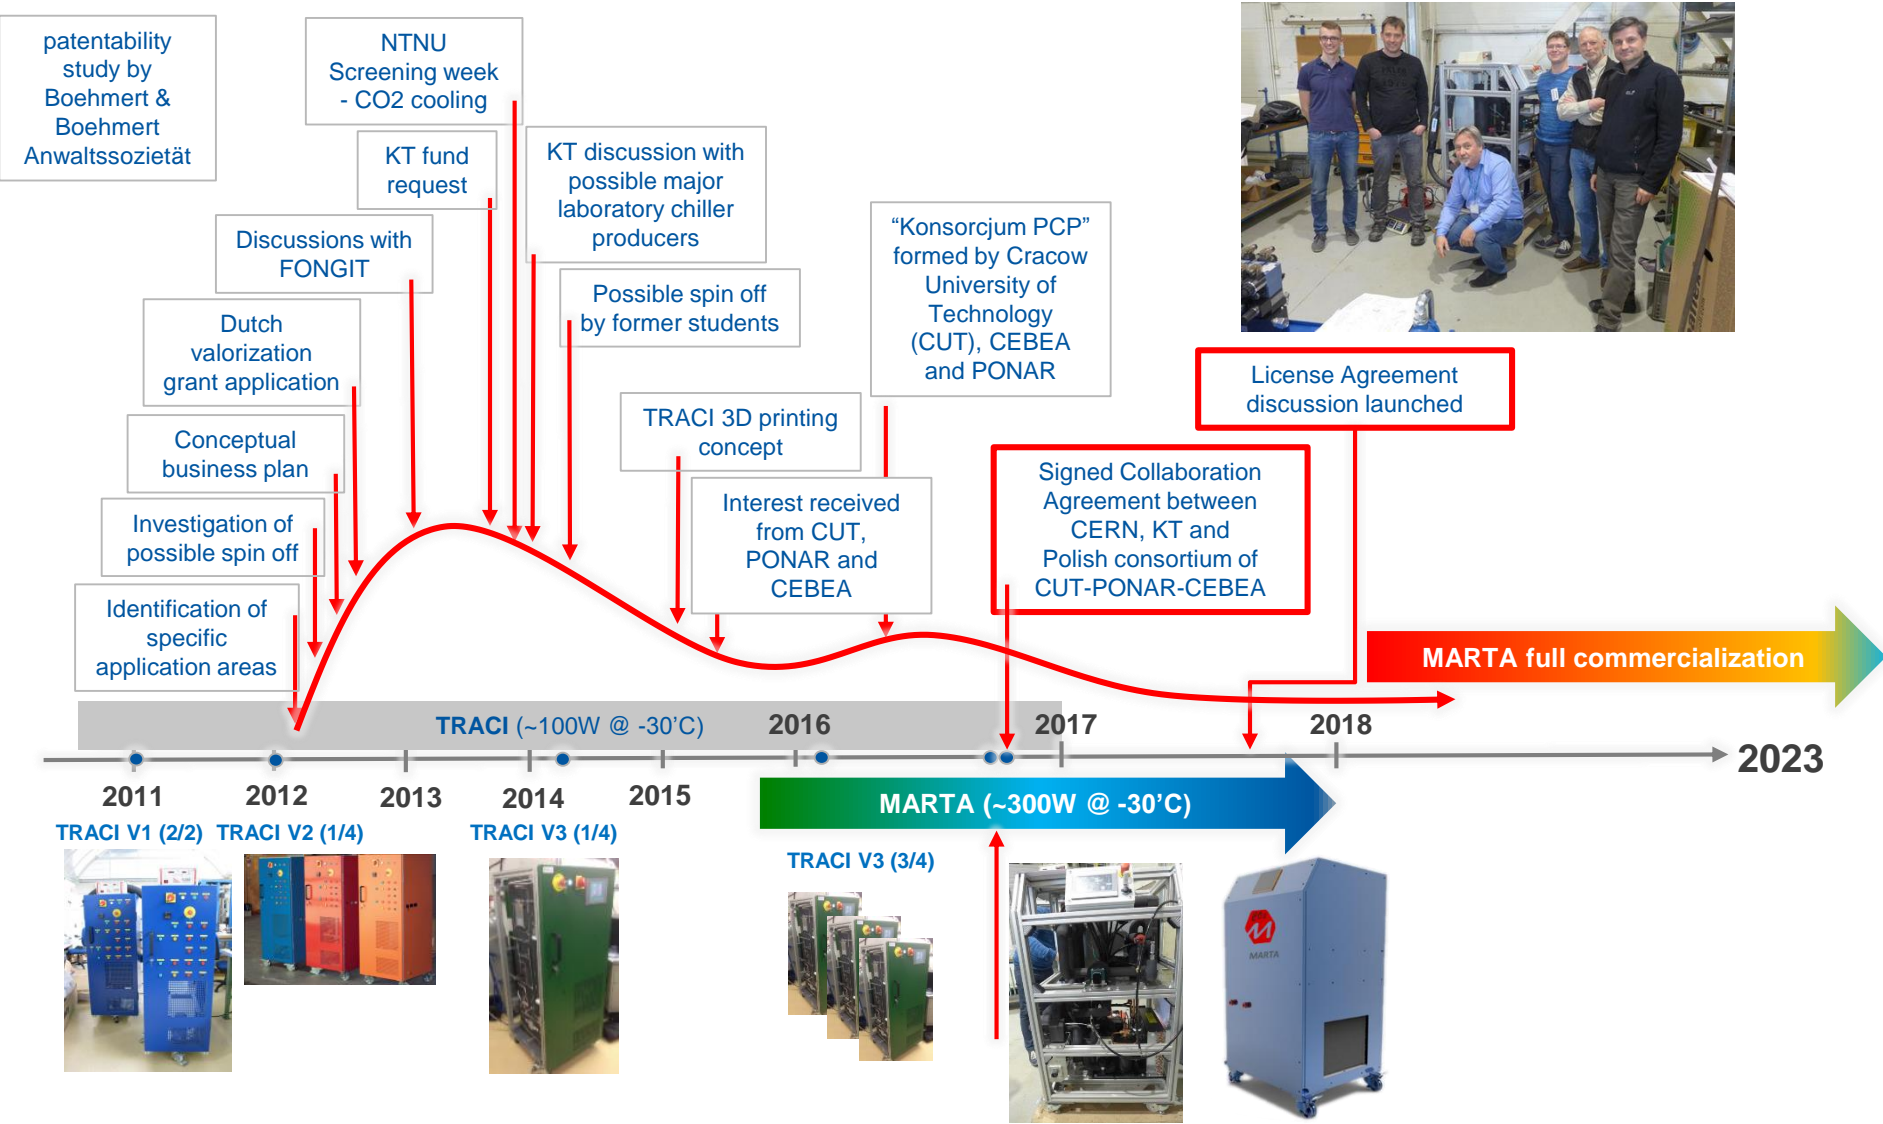 patentability
study by
Boehmert &
Boehmert
Anwaltssozietät
NTNU
Screening week
- CO2 cooling
KT fund
request
KT discussion with
possible major
laboratory chiller
producers
Discussions with
FONGIT
Possible spin off
by former students
"Konsorcjum PCP"
formed by Cracow
University of
Technology
(CUT), CEBEA
and PONAR
Dutch
valorization
grant application
License Agreement
discussion launched
TRACI 3D printing
concept
Conceptual
business plan
Signed Collaboration
Agreement between
CERN, KT and
Polish consortium of
CUT-PONAR-CEBEA
Interest received
from CUT,
PONAR and
CEBEA
Investigation of
possible spin off
Identification of
specific
application areas
MARTA full commercialization
TRACI (~100W @ -30'C)
2016
2017
2018
2023
2011
2012
2013
2014
2015
MARTA (~300W @ -30'C)
TRACI V1 (2/2)
TRACI V2 (1/4)
TRACI V3 (1/4)
TRACI V3 (3/4)
MARTA